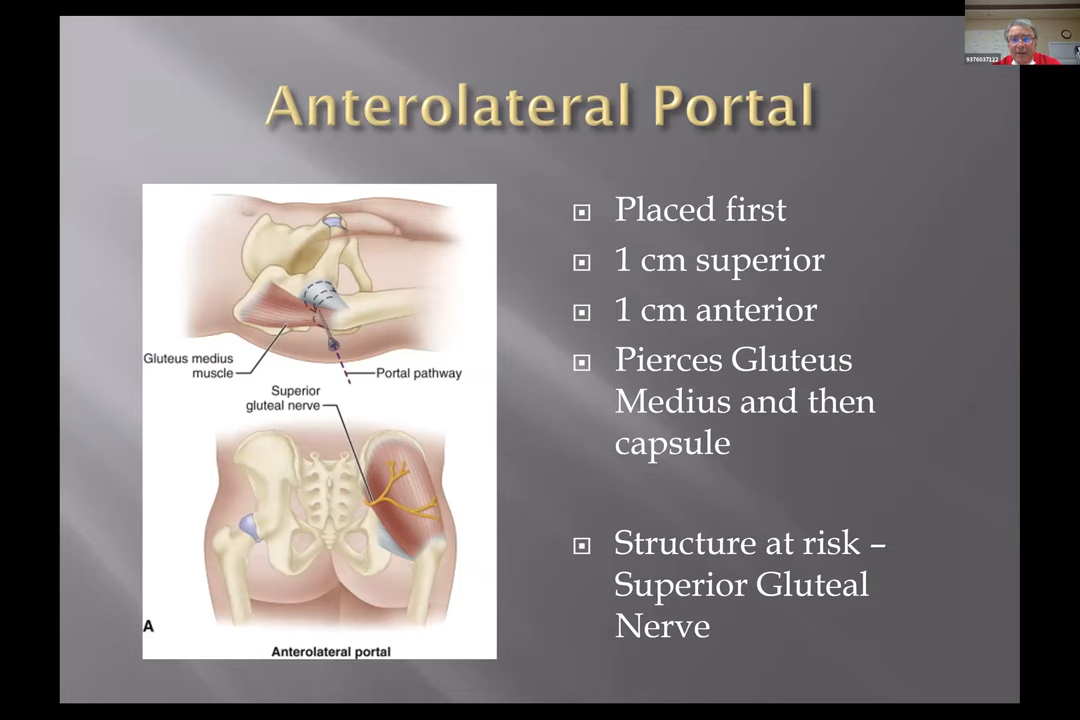 9376037122
Anterolateral Portal
Gluteus medius
muscle
Portal pathway
Superior
gluteal nerve
A
Anterolateral portal
Placed first
1 cm superior
1 cm anterior
Pierces Gluteus
Medius and then
capsule
Structure at risk –
Superior Gluteal
Nerve